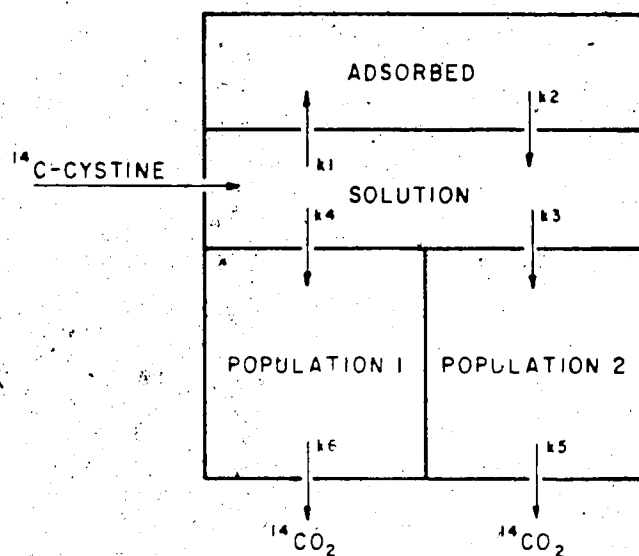 ADSORBED
k2
¹⁴C-CYSTINE
k1
SOLUTION
k4
k3
POPULATION 1
POPULATION 2
k6
k5
¹⁴CO₂
¹⁴CO₂